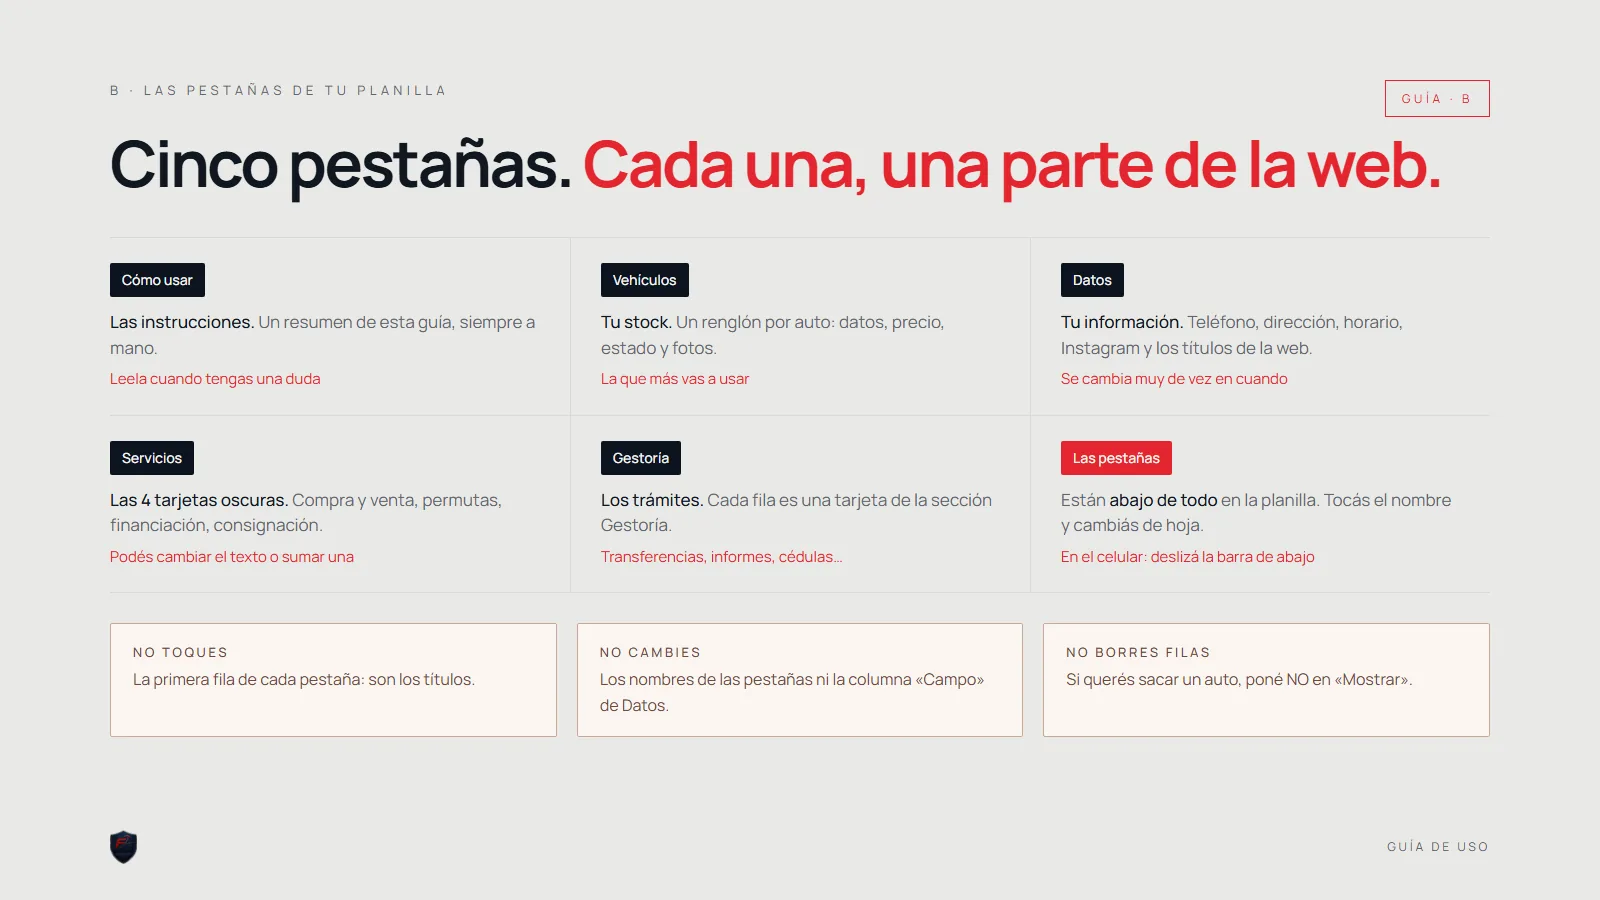 B · LAS PESTAÑAS DE TU PLANILLA
GUÍA · B
Cinco pestañas. Cada una, una parte de la web.
Cómo usar
Las instrucciones. Un resumen de esta guía, siempre a
mano.
Leela cuando tengas una duda
Vehículos
Tu stock. Un renglón por auto: datos, precio,
estado y fotos.
La que más vas a usar
Datos
Tu información. Teléfono, dirección, horario,
Instagram y los títulos de la web.
Se cambia muy de vez en cuando
Servicios
Las 4 tarjetas oscuras. Compra y venta, permutas,
financiación, consignación.
Podés cambiar el texto o sumar una
Gestoría
Los trámites. Cada fila es una tarjeta de la sección
Gestoría.
Transferencias, informes, cédulas…
Las pestañas
Están abajo de todo en la planilla. Tocás el nombre
y cambiás de hoja.
En el celular: deslizá la barra de abajo
NO TOQUES
La primera fila de cada pestaña: son los títulos.
NO CAMBIES
Los nombres de las pestañas ni la columna «Campo»
de Datos.
NO BORRES FILAS
Si querés sacar un auto, poné NO en «Mostrar».
GUÍA DE USO